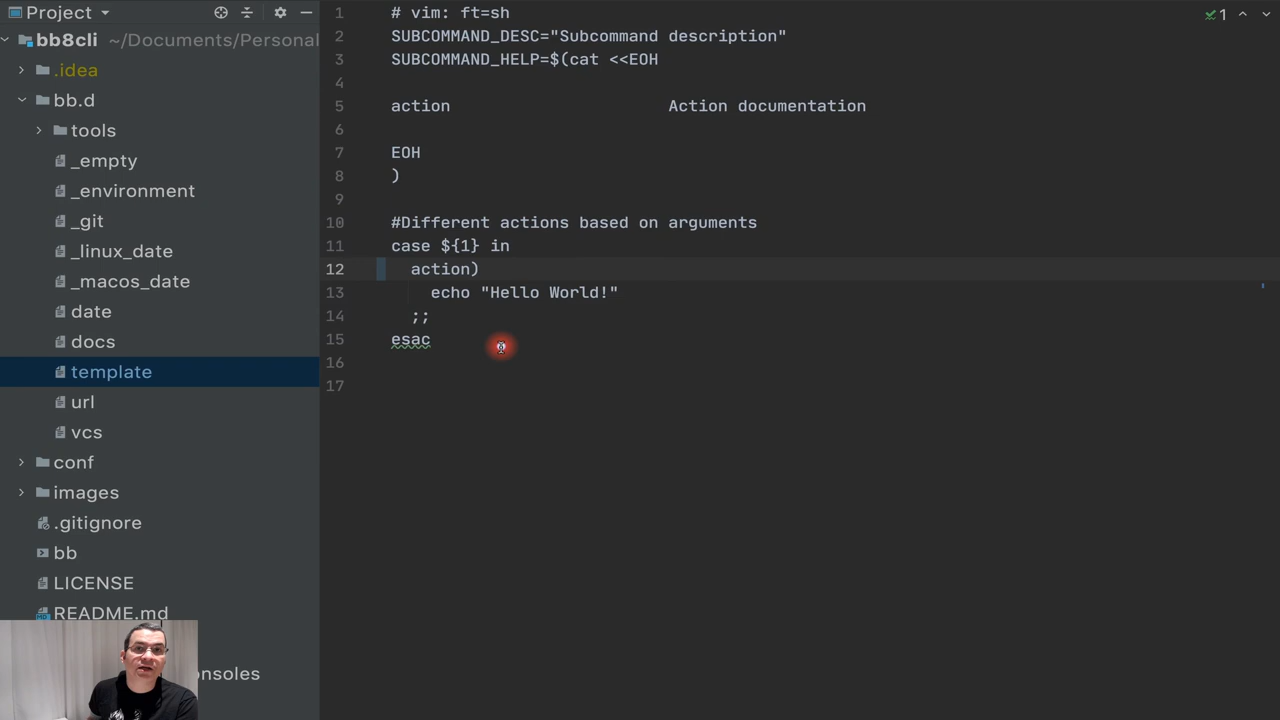 Project
bb8cli ~/Documents/Personal
.idea
bb.d
tools
_empty
_environment
_git
_linux_date
_macos_date
date
docs
template
url
vcs
conf
images
.gitignore
bb
LICENSE
README.md
onsoles
1 # vim: ft=sh
2 SUBCOMMAND_DESC="Subcommand description"
3 SUBCOMMAND_HELP=$(cat <<EOH
4
5 action Action documentation
6
7 EOH
8 )
9
10 #Different actions based on arguments
11 case ${1} in
12 action)
13 echo "Hello World!"
14 ;;
15 esac
16
17
1